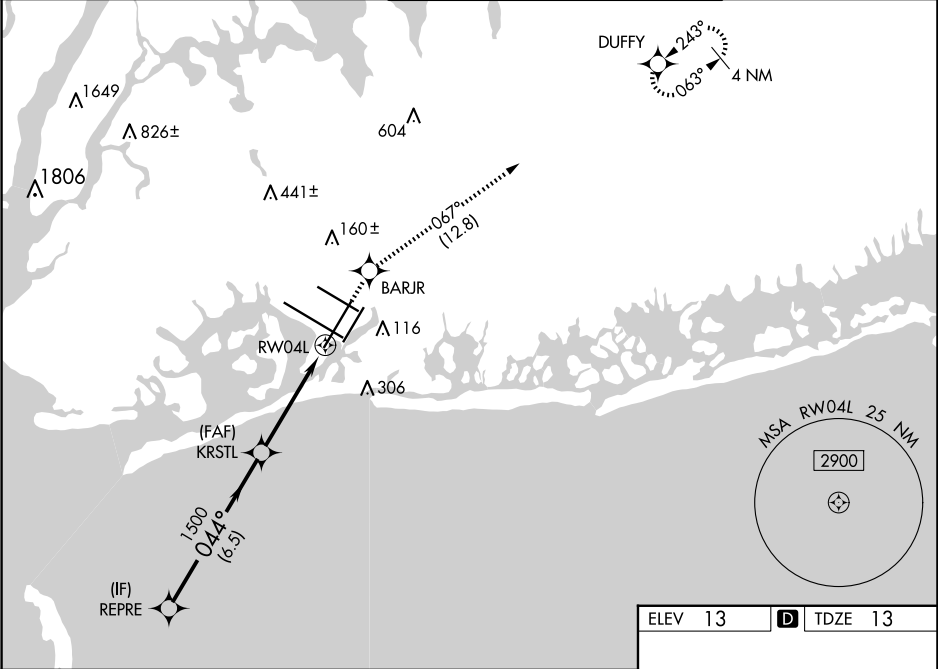 DUFFY
243°
063°
4 NM
1649
826±
604
1806
441±
160±
067°
(12.8)
BARJR
116
RW04L
306
(FAF)
KRSTL
MSA RW04L 25 NM
2900
1500
044°
(6.5)
(IF)
REPRE
ELEV 13 D TDZE 13